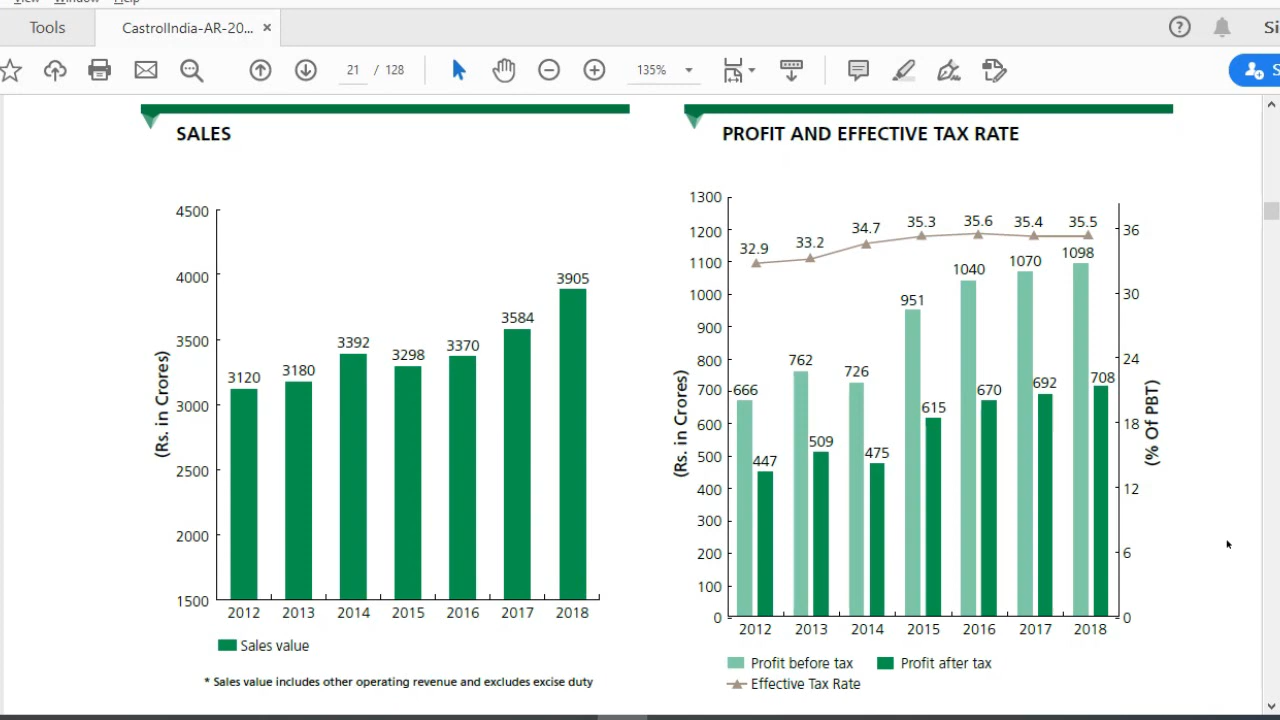 View Window Help
Tools
CastrolIndia-AR-20... ×
21 / 128
135%
SALES
4500
4000
3500
3000
2500
2000
1500
(Rs. in Crores)
3120
3180
3392
3298
3370
3584
3905
2012 2013 2014 2015 2016 2017 2018
Sales value
* Sales value includes other operating revenue and excludes excise duty
PROFIT AND EFFECTIVE TAX RATE
1300
1200
1100
1000
900
800
700
600
500
400
300
200
100
0
(Rs. in Crores)
32.9 33.2 34.7 35.3 35.6 35.4 35.5
666 762 726 951 1040 1070 1098
447 509 475 615 670 692 708
36
30
24
18
12
6
0
(% Of PBT)
2012 2013 2014 2015 2016 2017 2018
Profit before tax Profit after tax
Effective Tax Rate